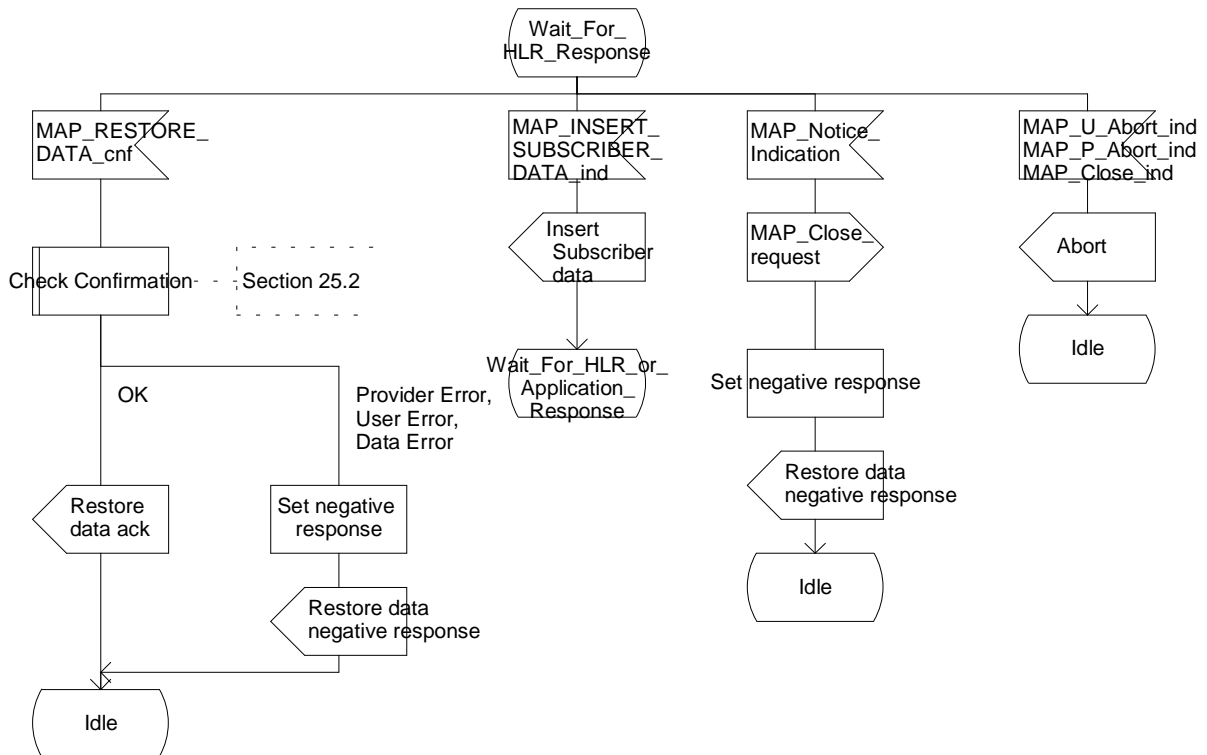 Wait_For_
HLR_Response
MAP_RESTORE_
DATA_cnf
MAP_INSERT_
SUBSCRIBER_
DATA_ind
MAP_Notice_
Indication
MAP_U_Abort_ind
MAP_P_Abort_ind
MAP_Close_ind
Check Confirmation
Section 25.2
Insert
Subscriber
data
MAP_Close_
request
Abort
Idle
Wait_For_HLR_or_
Application_
Response
Set negative response
OK
Provider Error,
User Error,
Data Error
Restore data
negative response
Restore
data ack
Set negative
response
Idle
Restore data
negative response
Idle